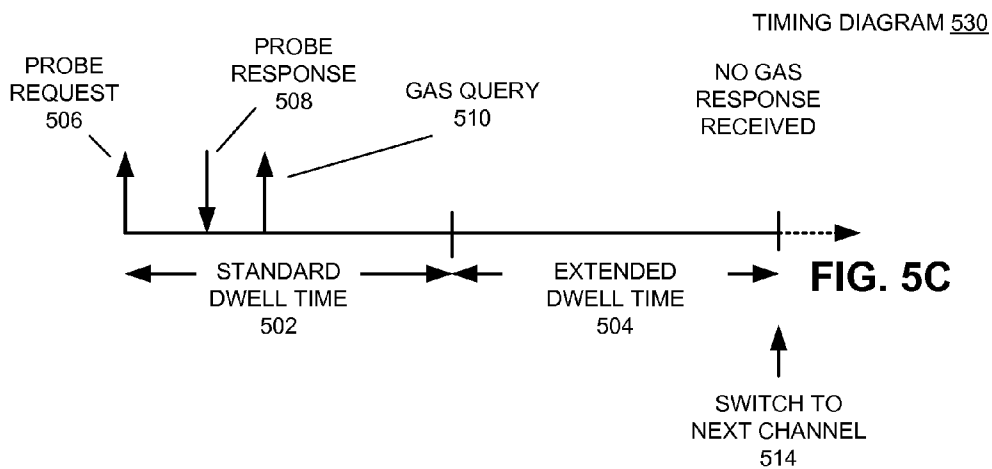 TIMING DIAGRAM 530
PROBE
REQUEST
506
PROBE
RESPONSE
508
GAS QUERY
510
NO GAS
RESPONSE
RECEIVED
STANDARD
DWELL TIME
502
EXTENDED
DWELL TIME
504
FIG. 5C
SWITCH TO
NEXT CHANNEL
514